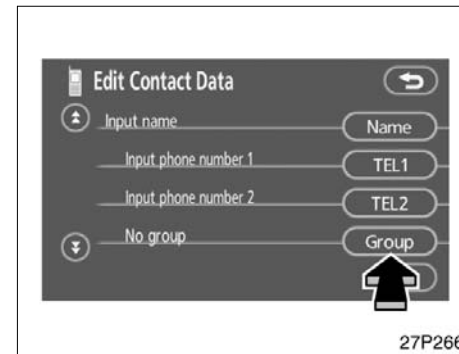 Edit Contact Data
Input name Name
Input phone number 1 TEL1
Input phone number 2 TEL2
No group Group
27P266